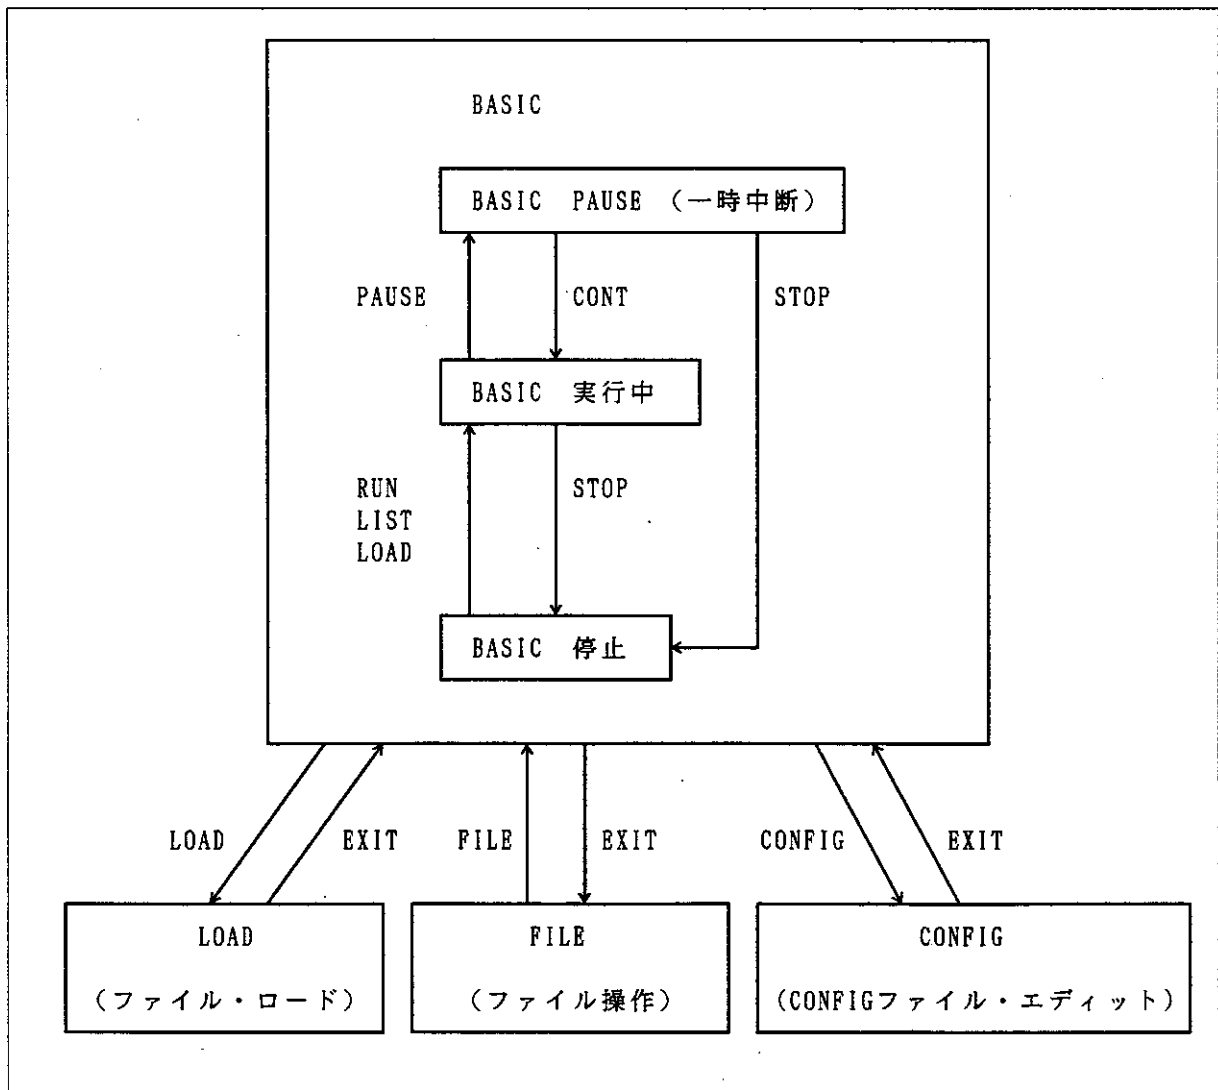 BASIC
BASIC PAUSE （一時中断）
PAUSE CONT STOP
BASIC 実行中
RUN STOP
LIST
LOAD
BASIC 停止
LOAD EXIT FILE EXIT CONFIG EXIT
LOAD FILE CONFIG
（ファイル・ロード） （ファイル操作） （CONFIGファイル・エディット）